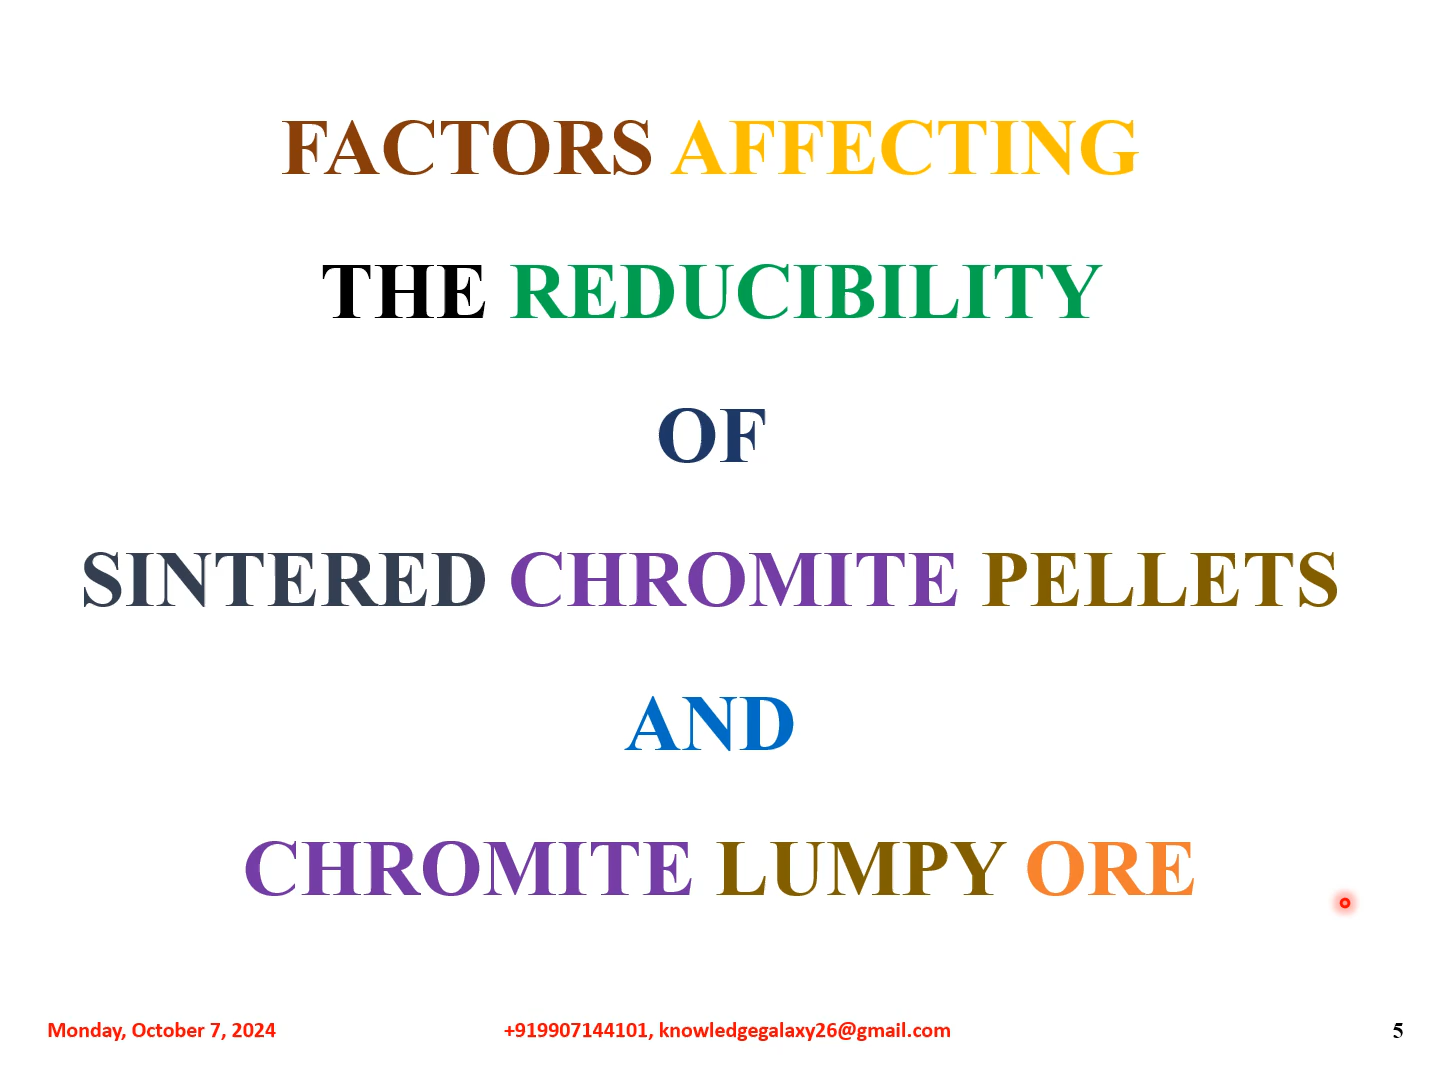 FACTORS AFFECTING
THE REDUCIBILITY
OF
SINTERED CHROMITE PELLETS
AND
CHROMITE LUMPY ORE
Monday, October 7, 2024
+919907144101, knowledgegalaxy26@gmail.com
5